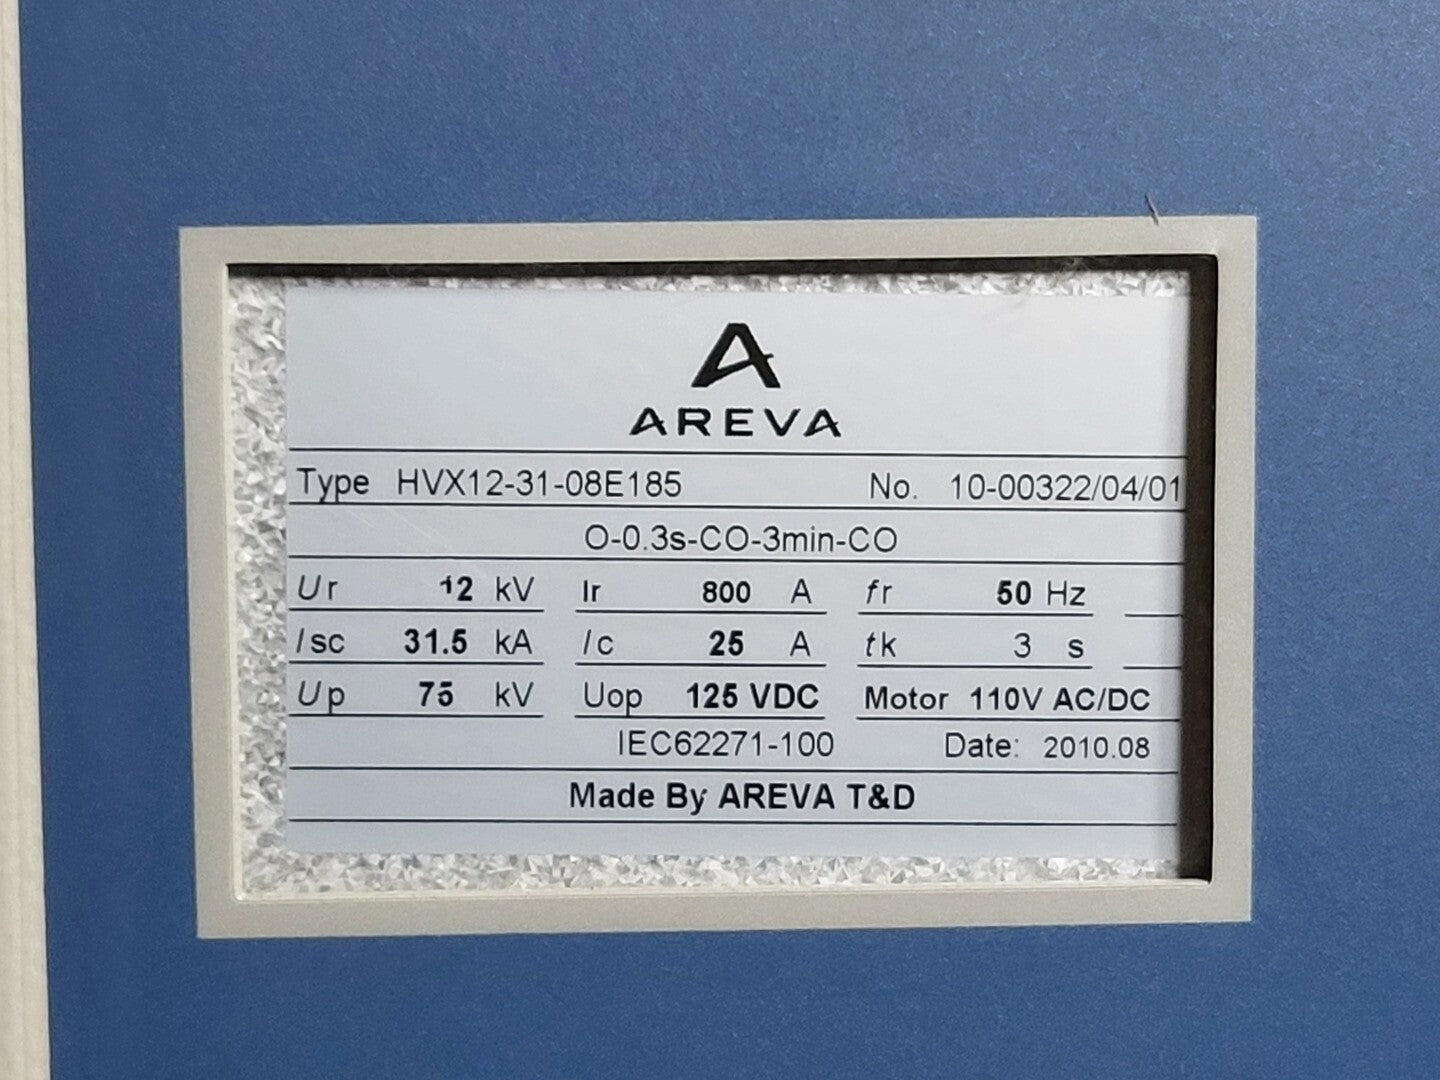 AREVA
Type HVX12-31-08E185 No. 10-00322/04/01
O-0.3s-CO-3min-CO
Ur 12 kV Ir 800 A fr 50 Hz
Isc 31.5 kA Ic 25 A tk 3 s
Up 75 kV Uop 125 VDC Motor 110V AC/DC
IEC62271-100 Date: 2010.08
Made By AREVA T&D